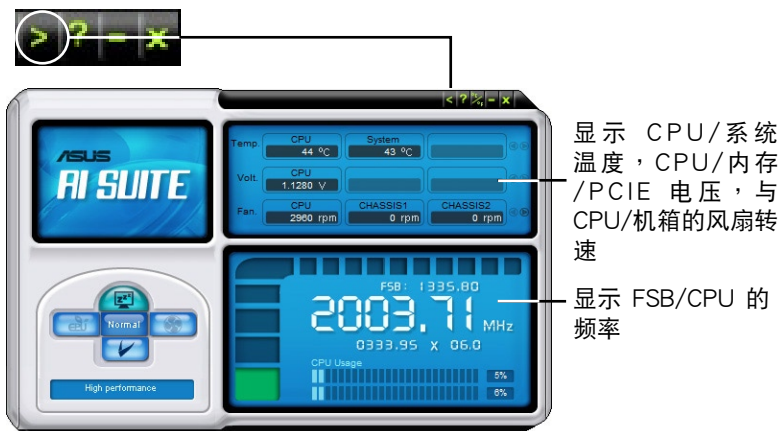 > ? - x
< ? - x
ASUS
AI SUITE
Temp. CPU System
44 °C 43 °C
Volt. CPU
1.1280 V
Fan. CPU CHASSIS1 CHASSIS2
2960 rpm 0 rpm 0 rpm
显示 CPU/系统
温度，CPU/内存
/PCIE 电压，与
CPU/机箱的风扇转
速
FSB: 1335.80
2003.71 MHz
0333.95 x 06.0
显示 FSB/CPU 的
频率
CPU Usage
5%
6%
Normal
High performance